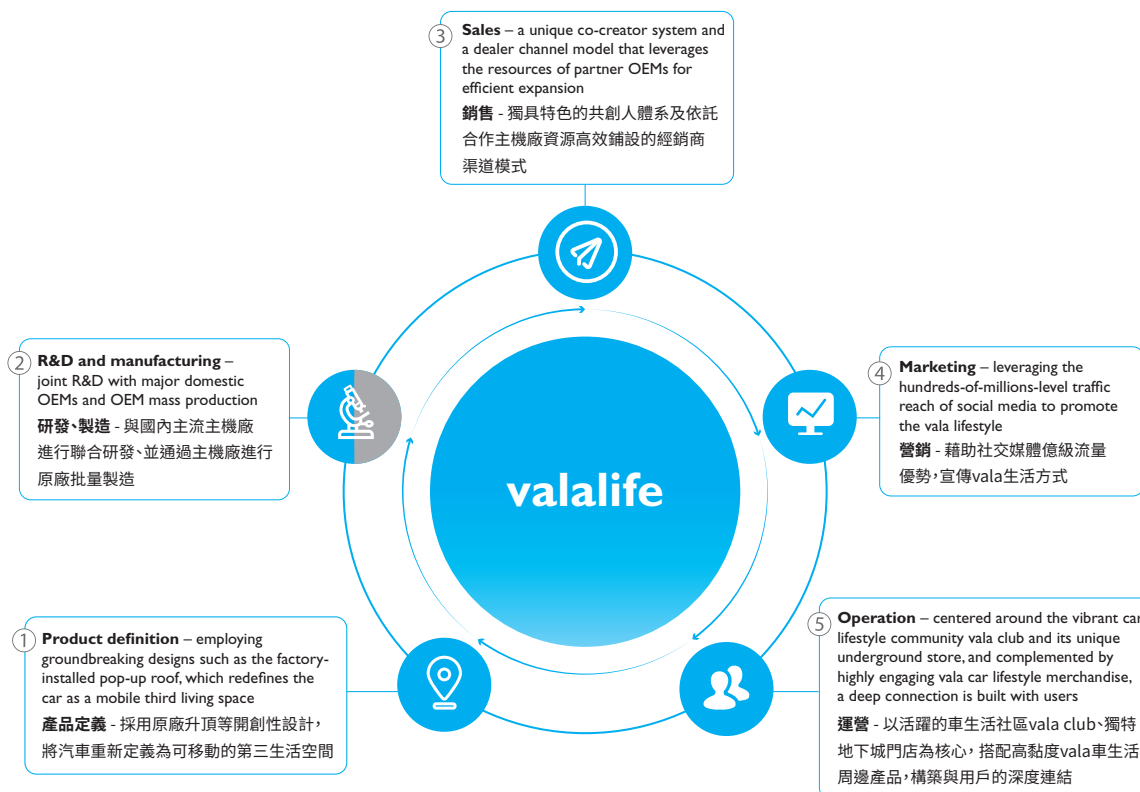 3
Sales – a unique co-creator system and
a dealer channel model that leverages
the resources of partner OEMs for
efficient expansion
銷售 - 獨具特色的共創人體系及依託
合作主機廠資源高效鋪設的經銷商
渠道模式
2
R&D and manufacturing –
joint R&D with major domestic
OEMs and OEM mass production
研發、製造 - 與國內主流主機廠
進行聯合研發、並通過主機廠進行
原廠批量製造
4
Marketing – leveraging the
hundreds-of-millions-level traffic
reach of social media to promote
the vala lifestyle
營銷 - 藉助社交媒體億級流量
優勢，宣傳vala生活方式
valalife
1
Product definition – employing
groundbreaking designs such as the factory-
installed pop-up roof, which redefines the
car as a mobile third living space
產品定義 - 採用原廠升頂等開創性設計，
將汽車重新定義為可移動的第三生活空間
5
Operation – centered around the vibrant car
lifestyle community vala club and its unique
underground store, and complemented by
highly engaging vala car lifestyle merchandise,
a deep connection is built with users
運營 - 以活躍的車生活社區vala club、獨特
地下城門店為核心，搭配高黏度vala車生活
周邊產品，構築與用戶的深度連結